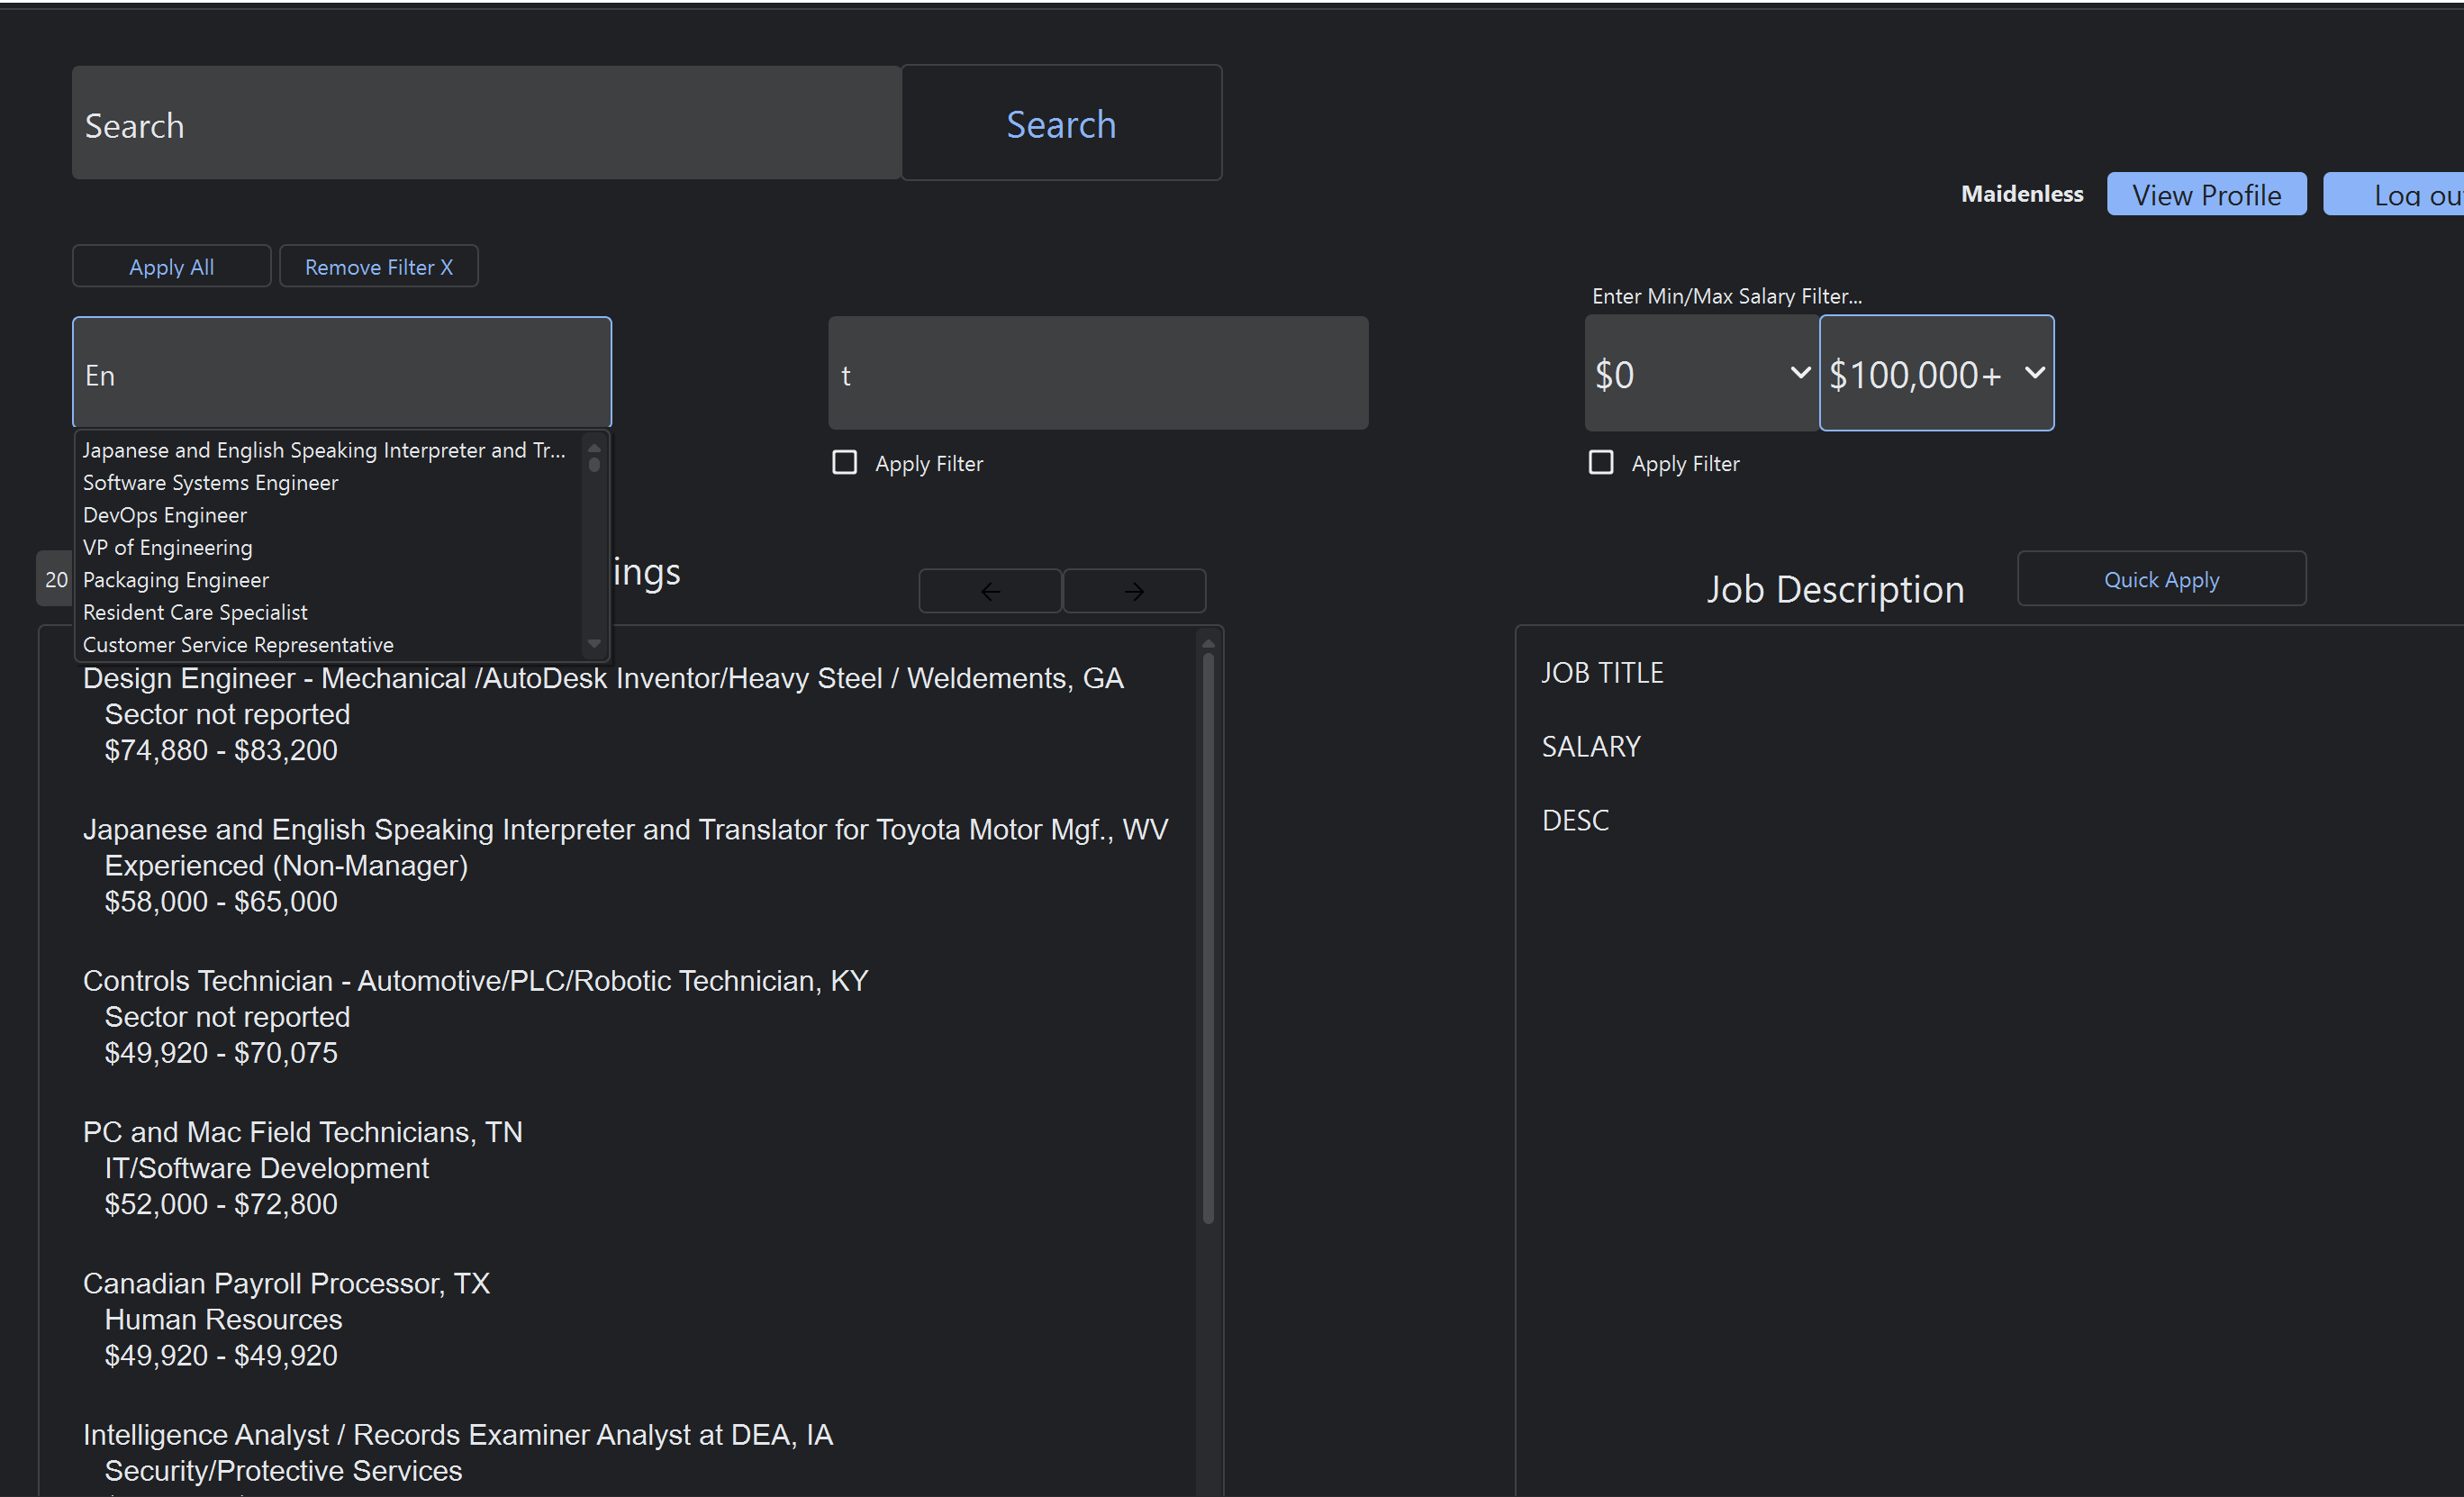 Search
Search
Maidenless
View Profile
Log out
Apply All
Remove Filter X
Enter Min/Max Salary Filter...
En
t
$0
$100,000+
Japanese and English Speaking Interpreter and Tr...
Software Systems Engineer
DevOps Engineer
VP of Engineering
Packaging Engineer
Resident Care Specialist
Customer Service Representative
Apply Filter
Apply Filter
20
ings
Job Description
Quick Apply
Design Engineer - Mechanical /AutoDesk Inventor/Heavy Steel / Weldements, GA
Sector not reported
$74,880 - $83,200
Japanese and English Speaking Interpreter and Translator for Toyota Motor Mgf., WV
Experienced (Non-Manager)
$58,000 - $65,000
Controls Technician - Automotive/PLC/Robotic Technician, KY
Sector not reported
$49,920 - $70,075
PC and Mac Field Technicians, TN
IT/Software Development
$52,000 - $72,800
Canadian Payroll Processor, TX
Human Resources
$49,920 - $49,920
Intelligence Analyst / Records Examiner Analyst at DEA, IA
Security/Protective Services
JOB TITLE
SALARY
DESC